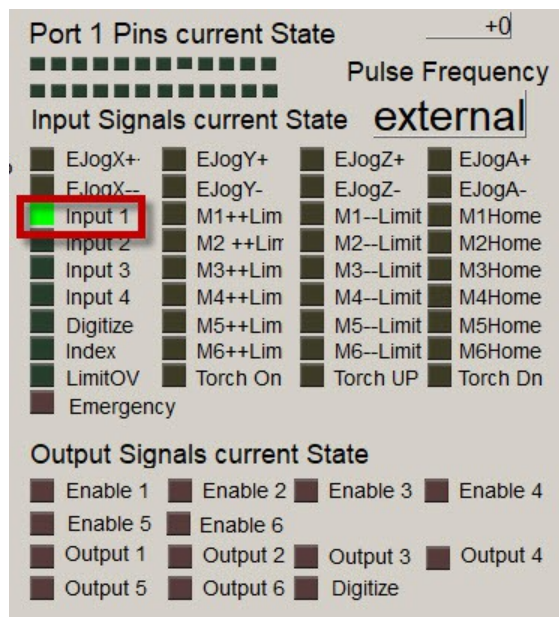 Port 1 Pins current State +0
Pulse Frequency
Input Signals current State external
EJogX+ EJogY+ EJogZ+ EJogA+
EJogX-- EJogY- EJogZ- EJogA-
Input 1 M1++Lim M1--Limit M1Home
Input 2 M2 ++Lim M2--Limit M2Home
Input 3 M3++Lim M3--Limit M3Home
Input 4 M4++Lim M4--Limit M4Home
Digitize M5++Lim M5--Limit M5Home
Index M6++Lim M6--Limit M6Home
LimitOV Torch On Torch UP Torch Dn
Emergency
Output Signals current State
Enable 1 Enable 2 Enable 3 Enable 4
Enable 5 Enable 6
Output 1 Output 2 Output 3 Output 4
Output 5 Output 6 Digitize